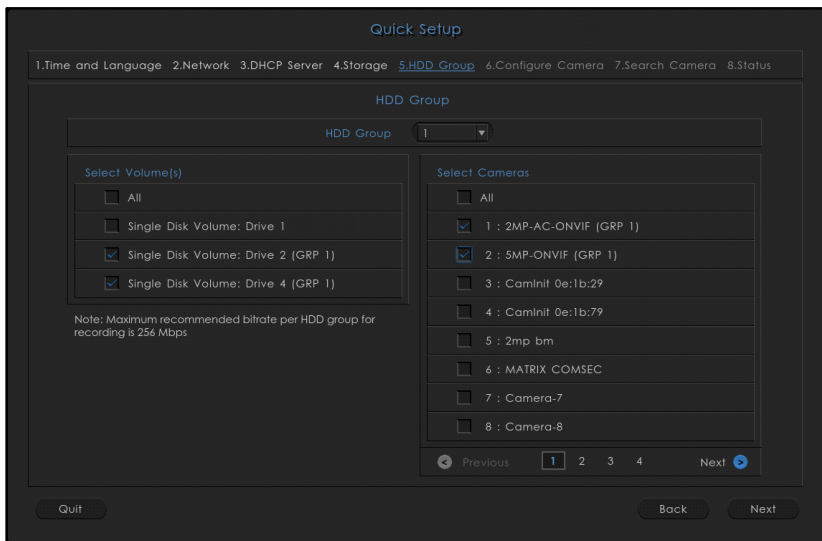 Quick Setup
1.Time and Language 2.Network 3.DHCP Server 4.Storage 5.HDD Group 6.Configure Camera 7.Search Camera 8.Status
HDD Group
HDD Group 1
Select Volume(s)
All
Single Disk Volume: Drive 1
Single Disk Volume: Drive 2 (GRP 1)
Single Disk Volume: Drive 4 (GRP 1)
Note: Maximum recommended bitrate per HDD group for
recording is 256 Mbps
Select Cameras
All
1 : 2MP-AC-ONVIF (GRP 1)
2 : 5MP-ONVIF (GRP 1)
3 : CamInit 0e:1b:29
4 : CamInit 0e:1b:79
5 : 2mp bm
6 : MATRIX COMSEC
7 : Camera-7
8 : Camera-8
Previous 1 2 3 4 Next
Quit Back Next